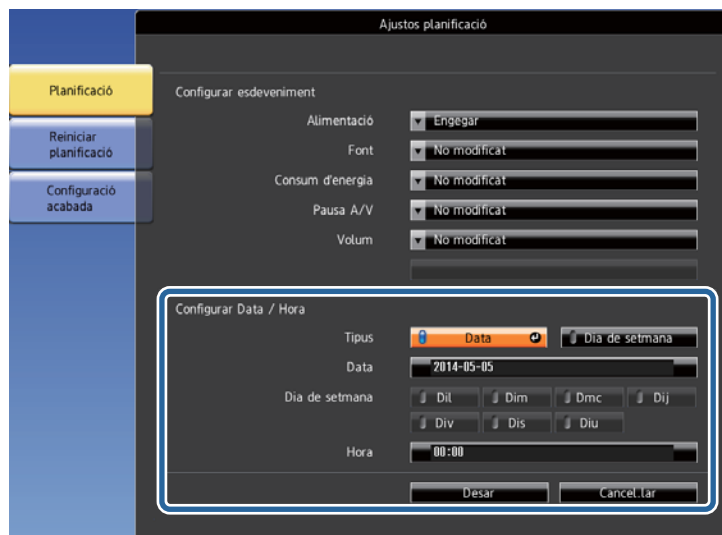 Ajustos planificació
Planificació
Reiniciar
planificació
Configuració
acabada
Configurar esdeveniment
Alimentació Engegar
Font No modificat
Consum d'energia No modificat
Pausa A/V No modificat
Volum No modificat
Configurar Data / Hora
Tipus Data Dia de setmana
Data 2014-05-05
Dia de setmana Dil Dim Dmc Dij
Div Dis Diu
Hora 00:00
Desar Cancel.lar